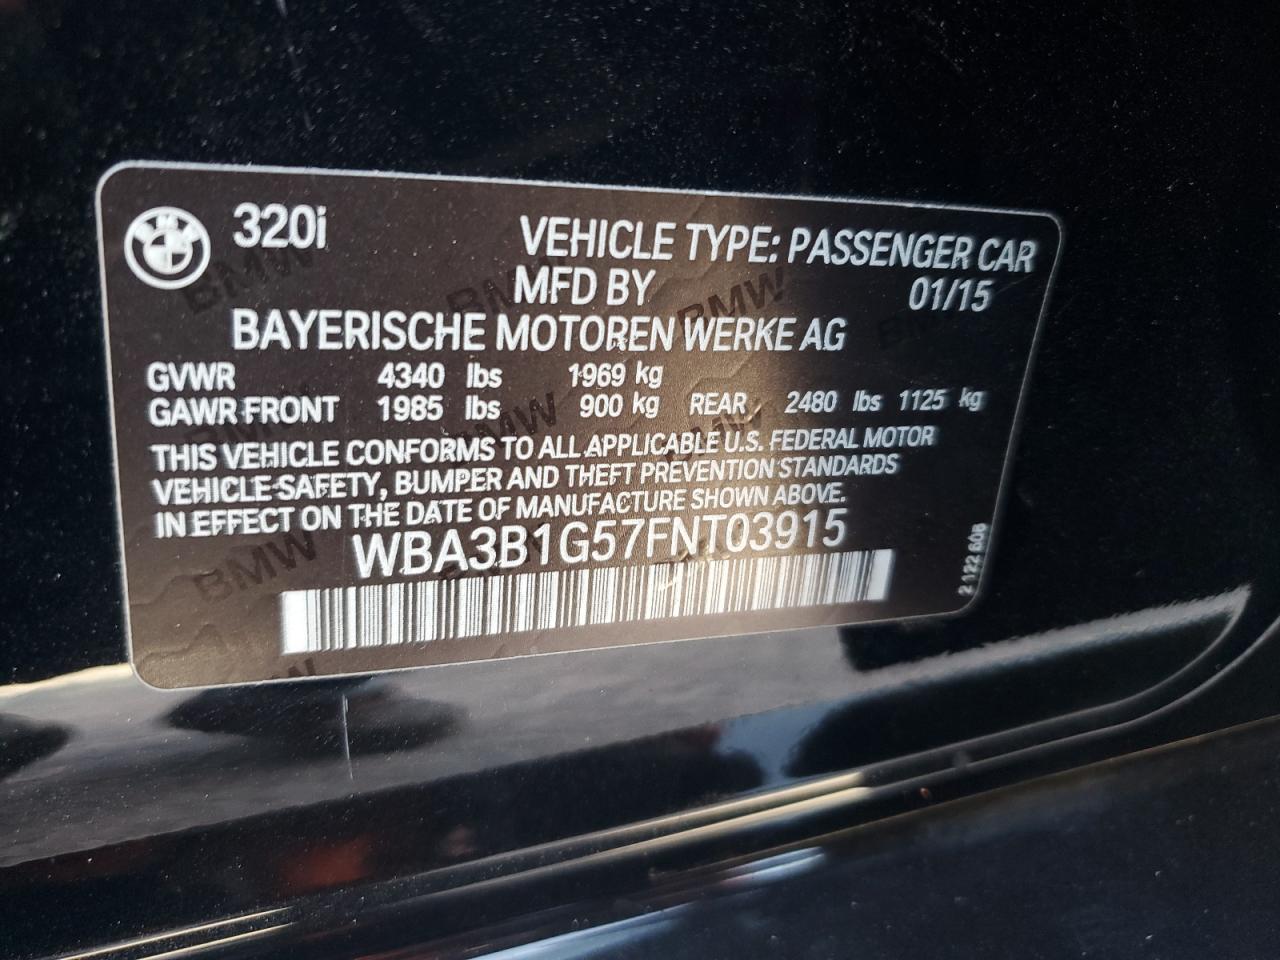 320i
VEHICLE TYPE: PASSENGER CAR
MFD BY 01/15
BAYERISCHE MOTOREN WERKE AG
GVWR 4340 lbs 1969 kg
GAWR FRONT 1985 lbs 900 kg REAR 2480 lbs 1125 kg
THIS VEHICLE CONFORMS TO ALL APPLICABLE U.S. FEDERAL MOTOR
VEHICLE SAFETY, BUMPER AND THEFT PREVENTION STANDARDS
IN EFFECT ON THE DATE OF MANUFACTURE SHOWN ABOVE.
WBA3B1G57FNT03915
2 122 608